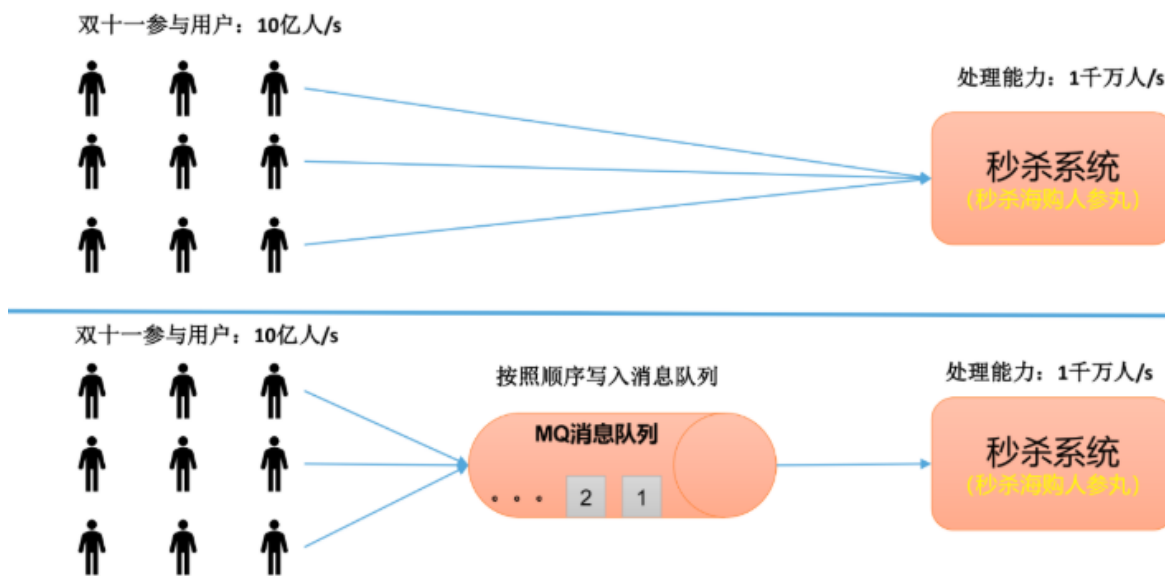 双十一参与用户：10亿人/s
处理能力：1千万人/s
秒杀系统
(秒杀海购人参丸)
双十一参与用户：10亿人/s
按照顺序写入消息队列
处理能力：1千万人/s
MQ消息队列
。。。 2 1
秒杀系统
(秒杀海购人参丸)